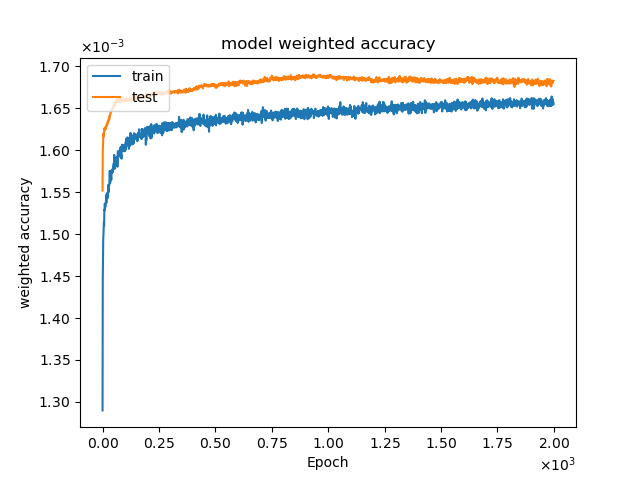 ×10⁻³
model weighted accuracy
1.70
1.65
1.60
1.55
1.50
1.45
1.40
1.35
1.30
weighted accuracy
train
test
0.00 0.25 0.50 0.75 1.00 1.25 1.50 1.75 2.00
Epoch
×10³